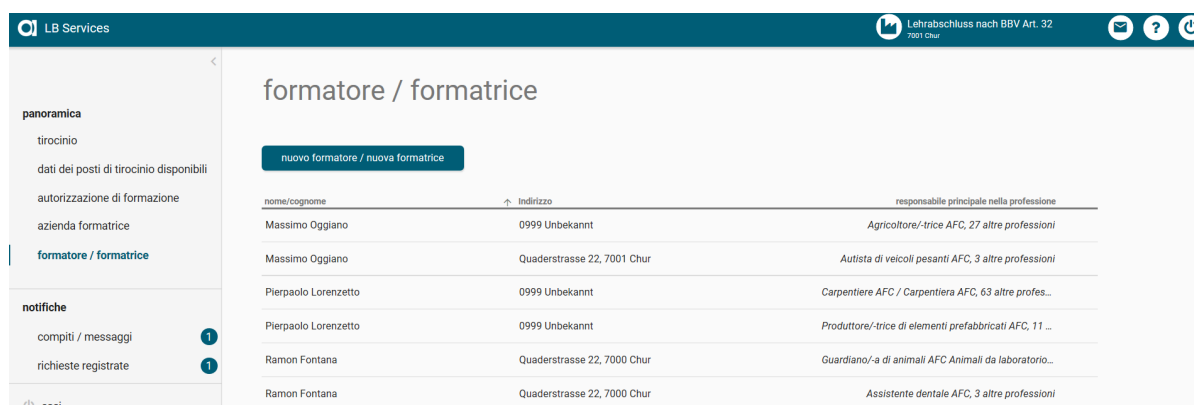 LB Services
Lehrabschluss nach BBV Art. 32
7001 Chur
?
<
formatore / formatrice
panoramica
tirocinio
dati dei posti di tirocinio disponibili
autorizzazione di formazione
azienda formatrice
formatore / formatrice
notifiche
compiti / messaggi 1
richieste registrate 1
nuovo formatore / nuova formatrice
nome/cognome ↑ Indirizzo responsabile principale nella professione
Massimo Oggiano 0999 Unbekannt Agricoltore/-trice AFC, 27 altre professioni
Massimo Oggiano Quaderstrasse 22, 7001 Chur Autista di veicoli pesanti AFC, 3 altre professioni
Pierpaolo Lorenzetto 0999 Unbekannt Carpentiere AFC / Carpentiera AFC, 63 altre profes...
Pierpaolo Lorenzetto 0999 Unbekannt Produttore/-trice di elementi prefabbricati AFC, 11 ...
Ramon Fontana Quaderstrasse 22, 7000 Chur Guardiano/-a di animali AFC Animali da laboratorio...
Ramon Fontana Quaderstrasse 22, 7000 Chur Assistente dentale AFC, 3 altre professioni